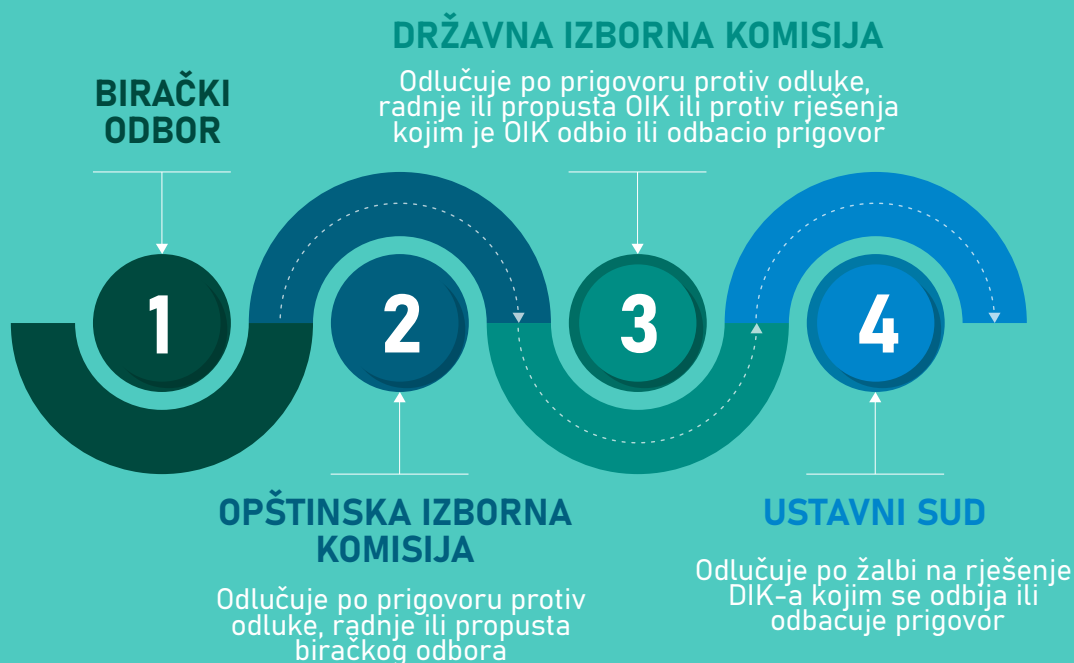 BIRAČKI
ODBOR
1
OPŠTINSKA IZBORNA
KOMISIJA
Odlučuje po prigovoru protiv
odluke, radnje ili propusta
biračkog odbora
2
DRŽAVNA IZBORNA KOMISIJA
Odlučuje po prigovoru protiv odluke,
radnje ili propusta OIK ili protiv rješenja
kojim je OIK odbio ili odbacio prigovor
3
USTAVNI SUD
Odlučuje po žalbi na rješenje
DIK-a kojim se odbija ili
odbacuje prigovor
4